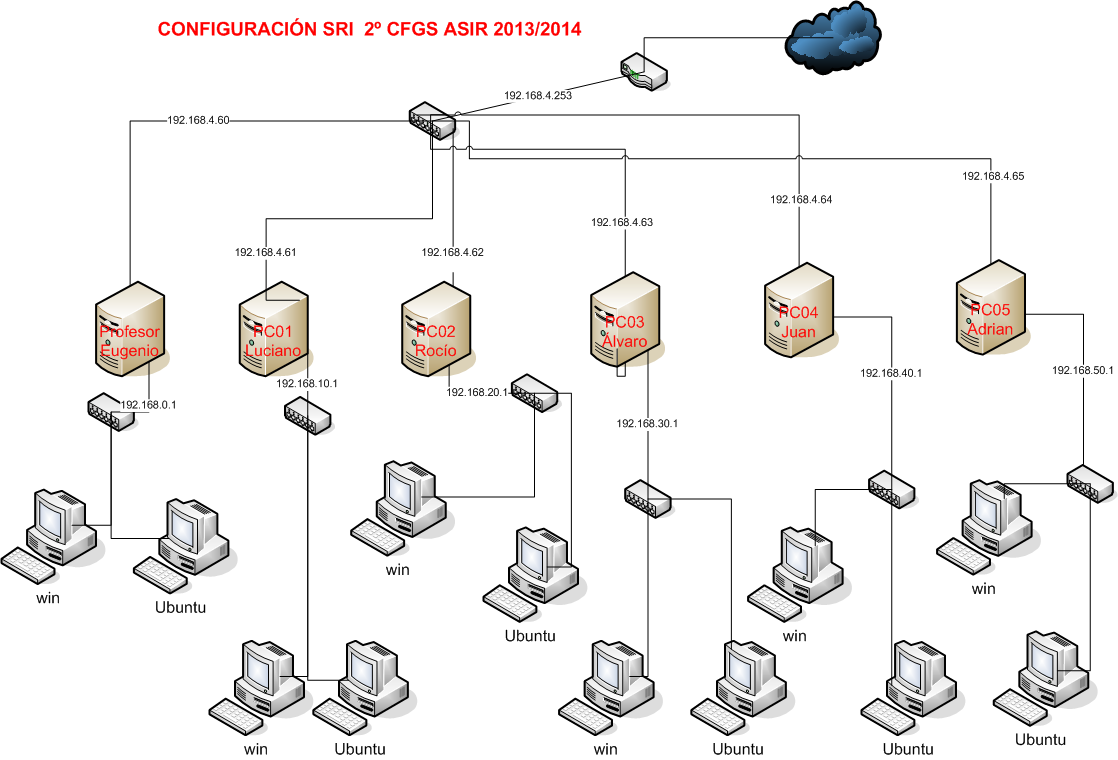 CONFIGURACIÓN SRI 2º CFGS ASIR 2013/2014
192.168.4.253
192.168.4.60
192.168.4.65
192.168.4.64
192.168.4.63
192.168.4.61
192.168.4.62
Profesor
Eugenio
PC01
Luciano
PC02
Rocío
PC03
Álvaro
PC04
Juan
PC05
Adrian
192.168.0.1
192.168.10.1
192.168.20.1
192.168.30.1
192.168.40.1
192.168.50.1
win
Ubuntu
win
Ubuntu
win
Ubuntu
win
Ubuntu
win
Ubuntu
win
Ubuntu